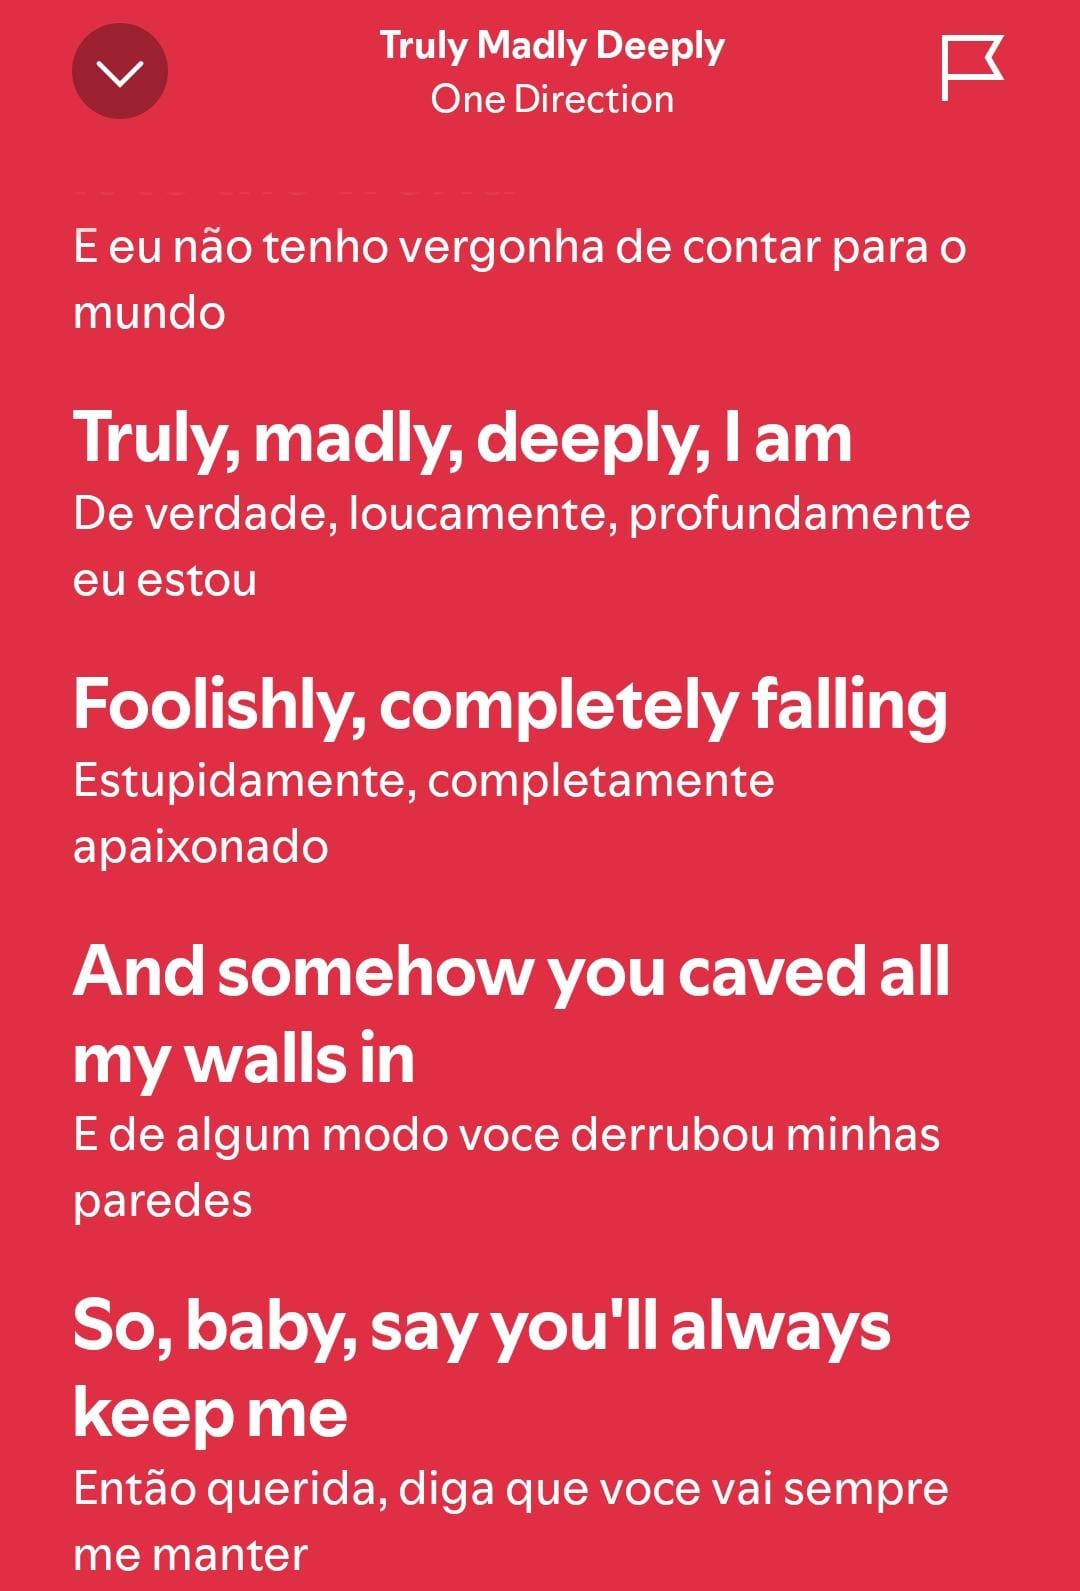 Truly Madly Deeply
One Direction
E eu não tenho vergonha de contar para o
mundo
Truly, madly, deeply, I am
De verdade, loucamente, profundamente
eu estou
Foolishly, completely falling
Estupidamente, completamente
apaixonado
And somehow you caved all
my walls in
E de algum modo voce derrubou minhas
paredes
So, baby, say you'll always
keep me
Então querida, diga que voce vai sempre
me manter